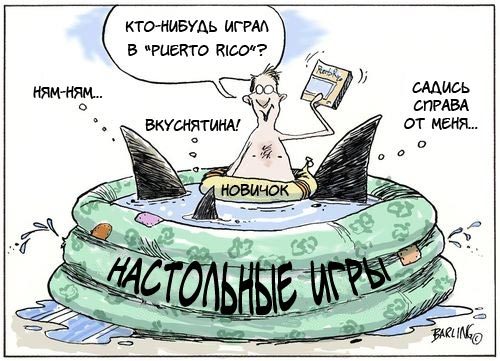 КТО-НИБУДЬ ИГРАЛ
В "PUERTO RICO"?
НЯМ-НЯМ...
ВКУСНЯТИНА!
САДИСЬ
СПРАВА
ОТ МЕНЯ...
НОВИЧОК
НАСТОЛЬНЫЕ ИГРЫ
BARLING©